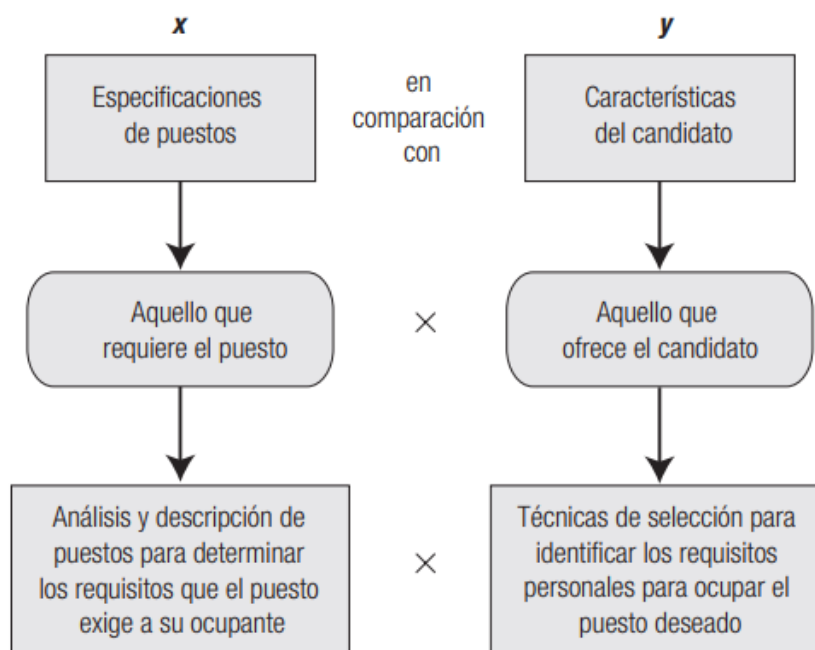 x
y
Especificaciones
de puestos
en
comparación
con
Características
del candidato
Aquello que
requiere el puesto
×
Aquello que
ofrece el candidato
Análisis y descripción de
puestos para determinar
los requisitos que el puesto
exige a su ocupante
×
Técnicas de selección para
identificar los requisitos
personales para ocupar el
puesto deseado